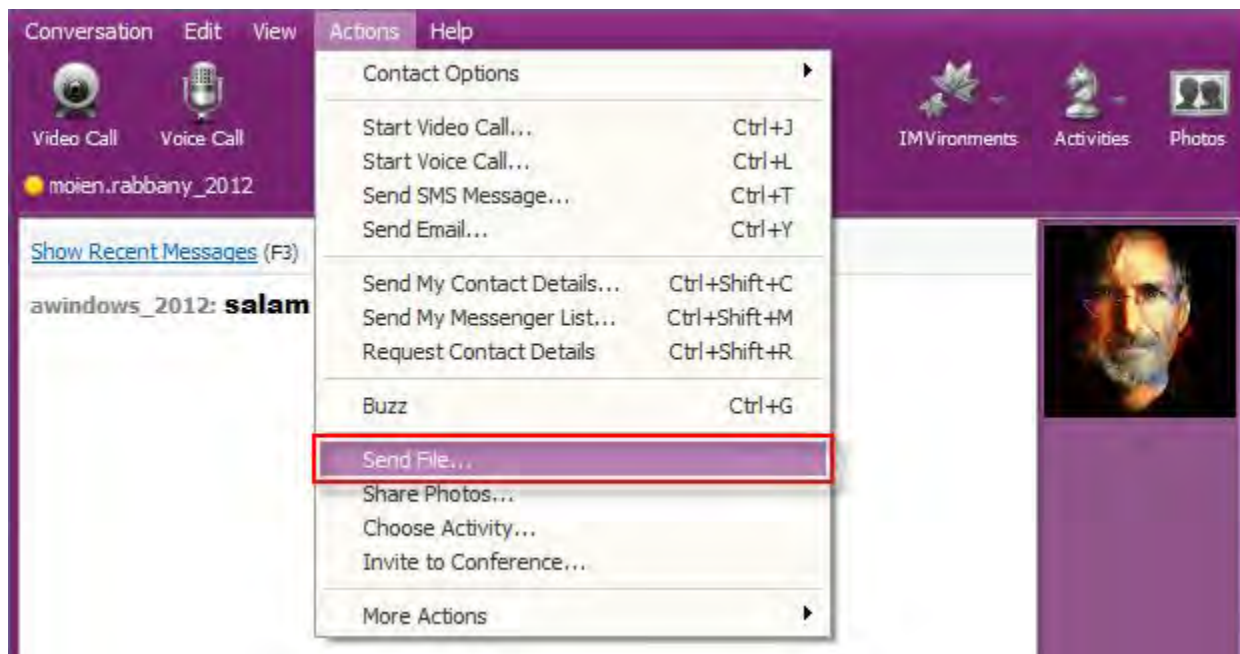 Conversation Edit View Actions Help
Video Call Voice Call IMVironments Activities Photos
moien.rabbany_2012
Contact Options
Start Video Call... Ctrl+J
Start Voice Call... Ctrl+L
Send SMS Message... Ctrl+T
Send Email... Ctrl+Y
Send My Contact Details... Ctrl+Shift+C
Send My Messenger List... Ctrl+Shift+M
Request Contact Details Ctrl+Shift+R
Buzz Ctrl+G
Send File...
Share Photos...
Choose Activity...
Invite to Conference...
More Actions
Show Recent Messages (F3)
awindows_2012: salam